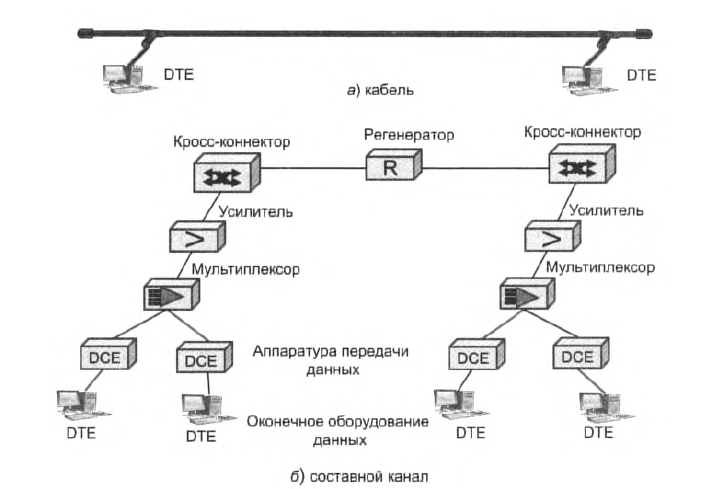 DTE
DTE
а) кабель
Кросс-коннектор
Регенератор
Кросс-коннектор
R
Усилитель
Усилитель
Мультиплексор
Мультиплексор
DCE
DCE
Аппаратура передачи
данных
DCE
DCE
DTE
DTE
Оконечное оборудование
данных
DTE
DTE
б) составной канал